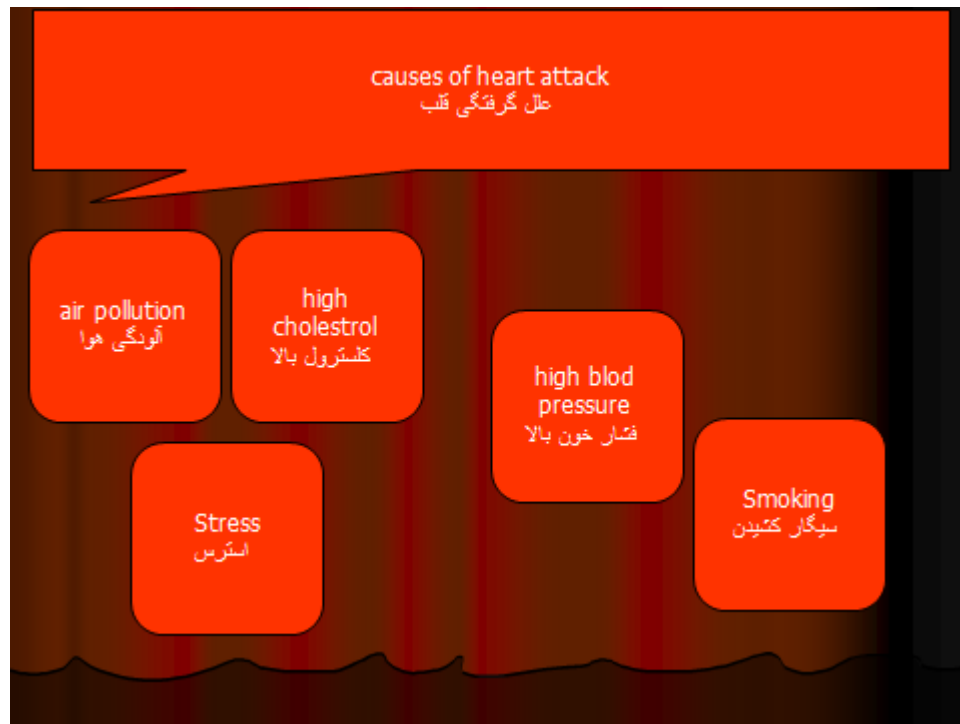 causes of heart attack
علل گرفتگی قلب
air pollution
آلودگی هوا
high
cholestrol
کلسترول بالا
high blod
pressure
فشار خون بالا
Stress
استرس
Smoking
سیگار کشیدن